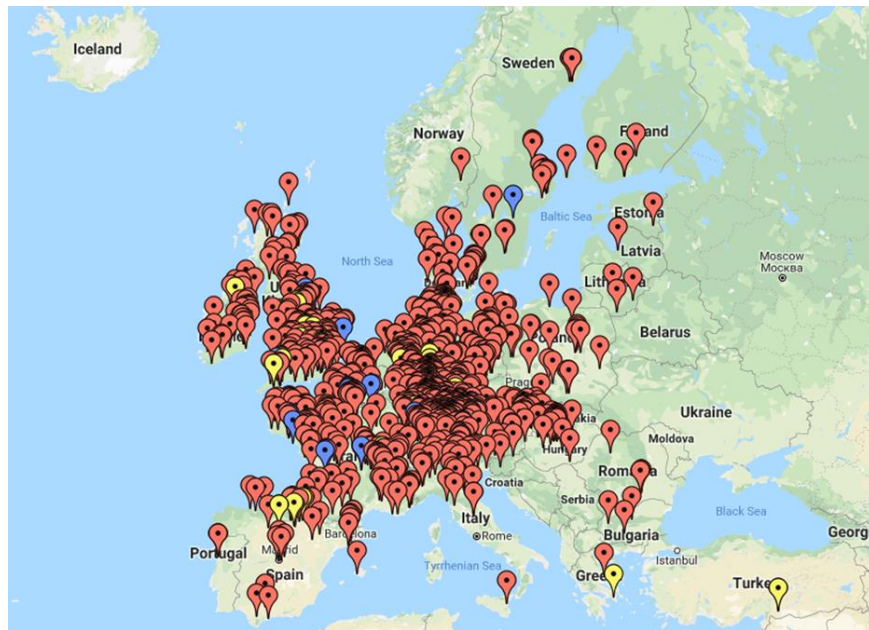 Iceland
Sweden
Norway
Finland
Estonia
Baltic Sea
Latvia
Moscow
Москва
North Sea
Belarus
Prague
Ukraine
Hungary
Moldova
Croatia
Romania
Serbia
Black Sea
Italy
Rome
Barcelona
Bulgaria
Georg
Portugal
Madrid
Istanbul
Spain
Tyrrhenian Sea
Gree
Turke